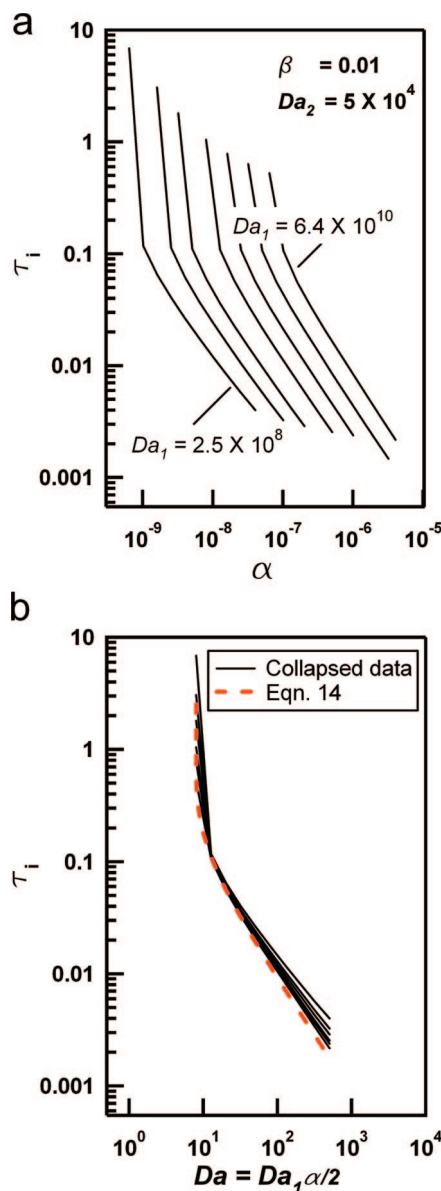 a
10
1
0.1
0.01
0.001
τi
β = 0.01
Da2 = 5 X 10^4
Da1 = 6.4 X 10^10
Da1 = 2.5 X 10^8
10^-9 10^-8 10^-7 10^-6 10^-5
α
b
10
1
0.1
0.01
0.001
τi
Collapsed data
Eqn. 14
10^0 10^1 10^2 10^3 10^4
Da = Da1α/2